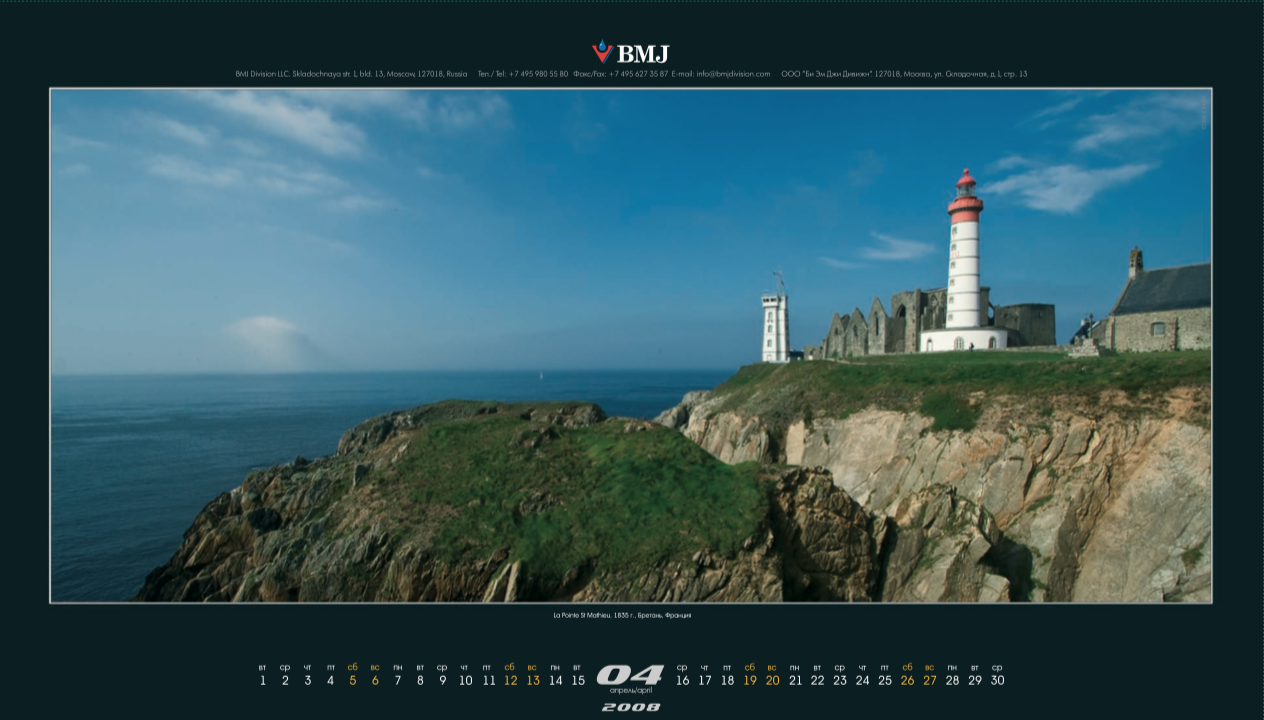 BMJ
BMJ Division LLC. Skladochnaya str. 1, bld. 13, Moscow, 127018, Russia Тел./ Tel: +7 495 980 55 80 Факс/Fax: +7 495 627 35 87 E-mail: info@bmjdivision.com ООО "Би Эм Джи Дивижн". 127018, Москва, ул. Складочная, д.1, стр. 13
La Pointe St Mathieu, 1835 г., Бретань, Франция
вт ср чт пт сб вс пн вт ср чт пт сб вс пн вт 04 ср чт пт сб вс пн вт ср чт пт сб вс пн вт ср
1 2 3 4 5 6 7 8 9 10 11 12 13 14 15 16 17 18 19 20 21 22 23 24 25 26 27 28 29 30
апрель/april
2008